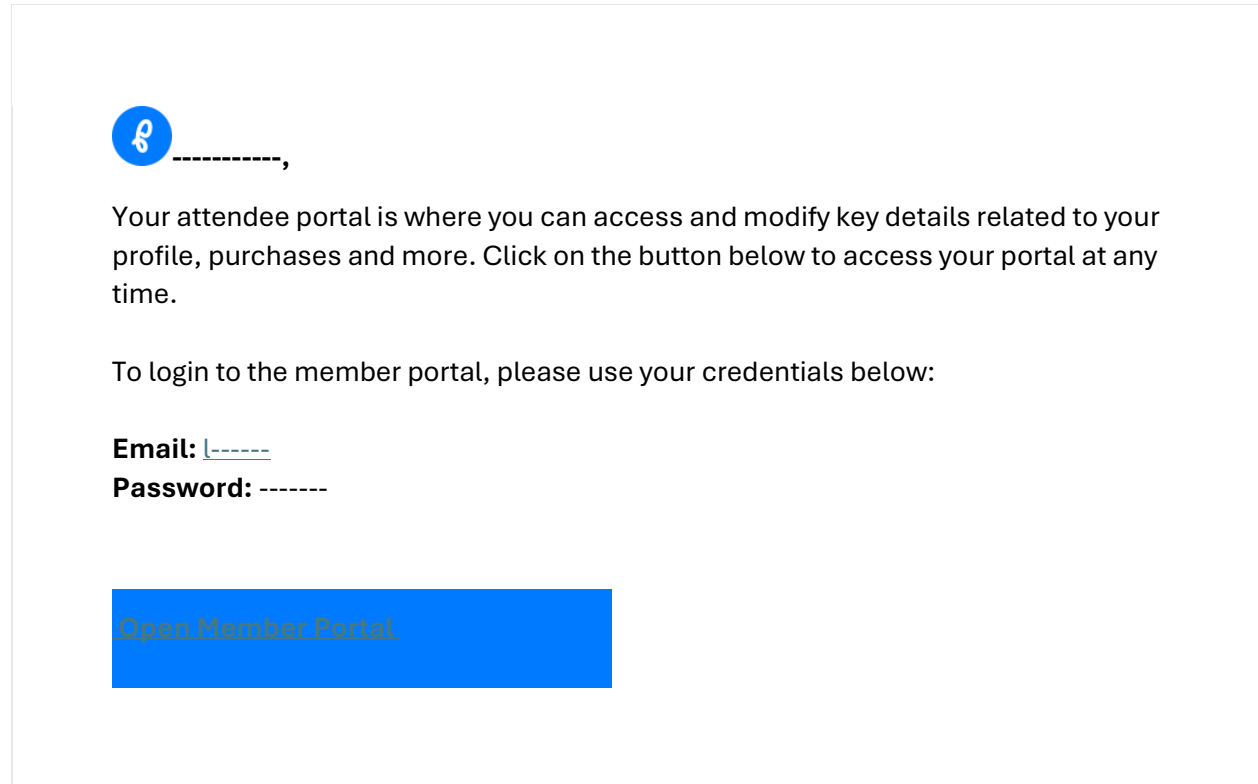 -----------,
Your attendee portal is where you can access and modify key details related to your
profile, purchases and more. Click on the button below to access your portal at any
time.
To login to the member portal, please use your credentials below:
Email: l------
Password: -------
Open Member Portal